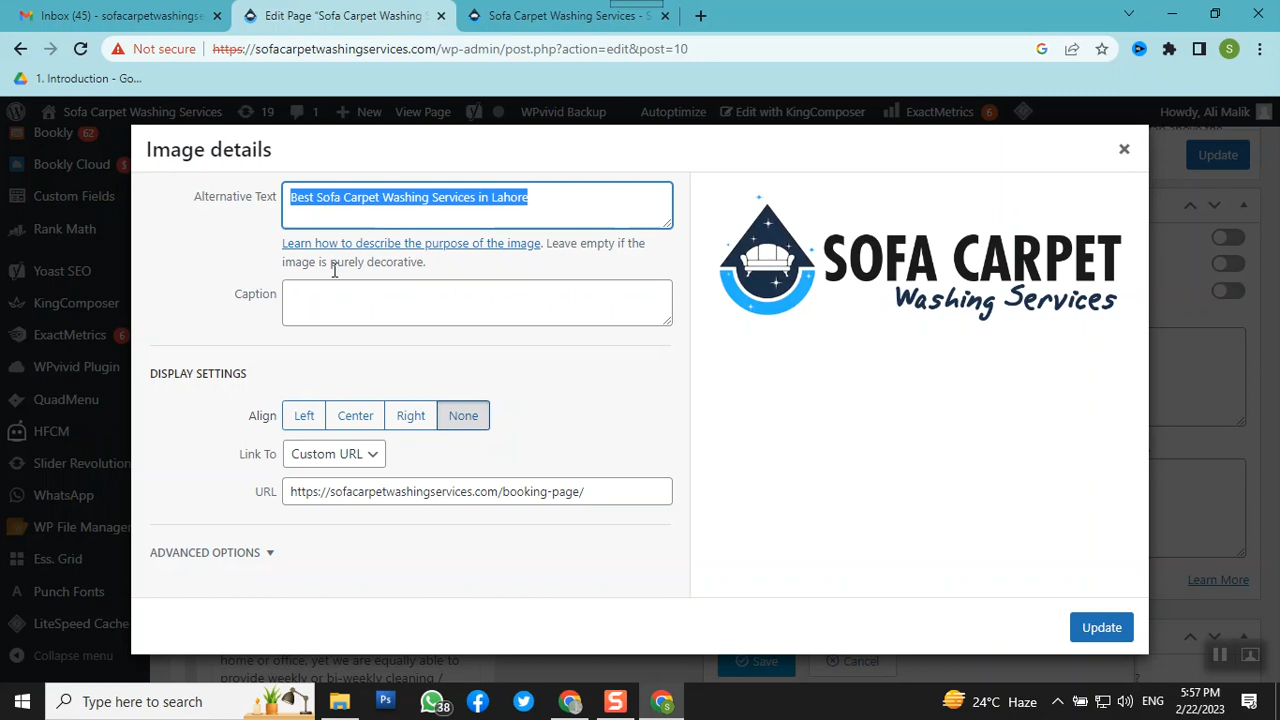 Inbox (45) - sofacarpetwashings
Edit Page "Sofa Carpet Washing S
Sofa Carpet Washing Services - S
Not secure https://sofacarpetwashingservices.com/wp-admin/post.php?action=edit&post=10
S
1. Introduction - Go...
Sofa Carpet Washing Services 19 1 New View Page WPvivid Backup Autoptimize Edit with KingComposer ExactMetrics 6 Howdy, Ali Malik
Bookly 62
Bookly Cloud $
Custom Fields
Rank Math
Yoast SEO
KingComposer
ExactMetrics 6
WPvivid Plugin
QuadMenu
HFCM
Slider Revolution
WhatsApp
WP File Manager
Ess. Grid
Punch Fonts
LiteSpeed Cache
Collapse menu
Image details
Alternative Text
Best Sofa Carpet Washing Services in Lahore
Learn how to describe the purpose of the image. Leave empty if the
image is purely decorative.
Caption
DISPLAY SETTINGS
Align Left Center Right None
Link To Custom URL
URL https://sofacarpetwashingservices.com/booking-page/
ADVANCED OPTIONS
SOFA CARPET
Washing Services
Update
Update
Learn More
home or office, yet we are equally able to
provide weekly or bi-weekly cleaning /
Save Cancel
Type here to search
Ps
38
S
24°C Haze
ENG
5:57 PM
2/22/2023